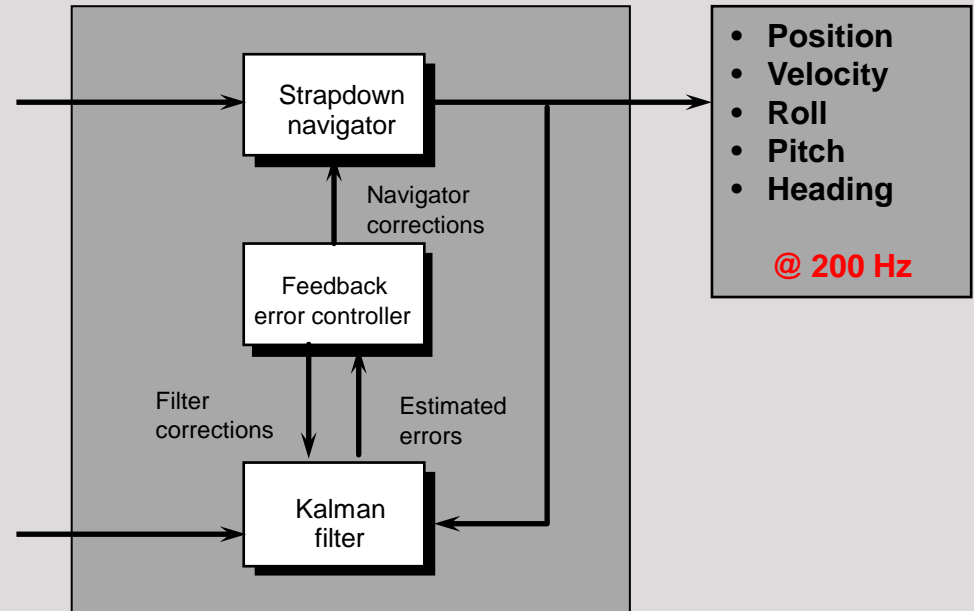 Strapdown
navigator
Navigator
corrections
Feedback
error controller
Filter
corrections
Estimated
errors
Kalman
filter
• Position
• Velocity
• Roll
• Pitch
• Heading
@ 200 Hz